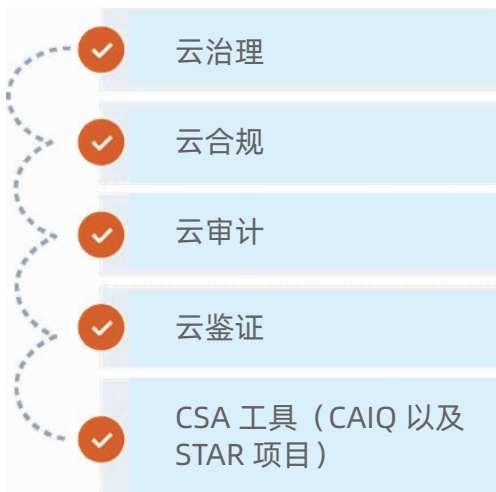 云治理
云合规
云审计
云鉴证
CSA 工具（CAIQ 以及
STAR 项目）